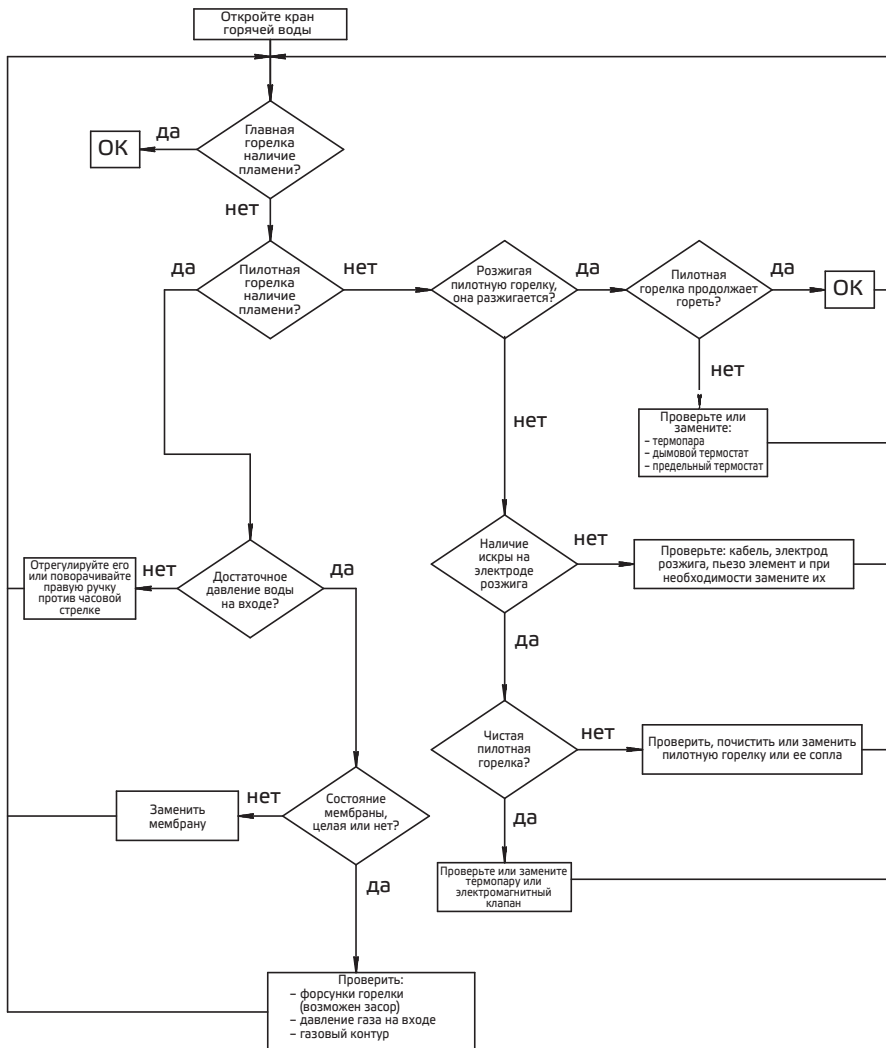 Откройте кран
горячей воды
Главная
горелка
наличие
пламени?
да
ОК
нет
Пилотная
горелка
наличие
пламени?
да
нет
Розжигая
пилотную горелку,
она разжигается?
да
Пилотная
горелка продолжает
гореть?
да
ОК
нет
Проверьте или
замените:
– термопара
– дымовой термостат
– предельный термостат
нет
Наличие
искры на
электроде
розжига
нет
Проверьте: кабель, электрод
розжига, пьезо элемент и при
необходимости замените их
да
Достаточное
давление воды
на входе?
нет
Отрегулируйте его
или поворачивайте
правую ручку
против часовой
стрелке
да
Чистая
пилотная
горелка?
нет
Проверить, почистить или заменить
пилотную горелку или ее сопла
да
Проверьте или замените
термопару или
электромагнитный
клапан
Состояние
мембраны,
целая или нет?
нет
Заменить
мембрану
да
Проверить:
– форсунки горелки
(возможен засор)
– давление газа на входе
– газовый контур